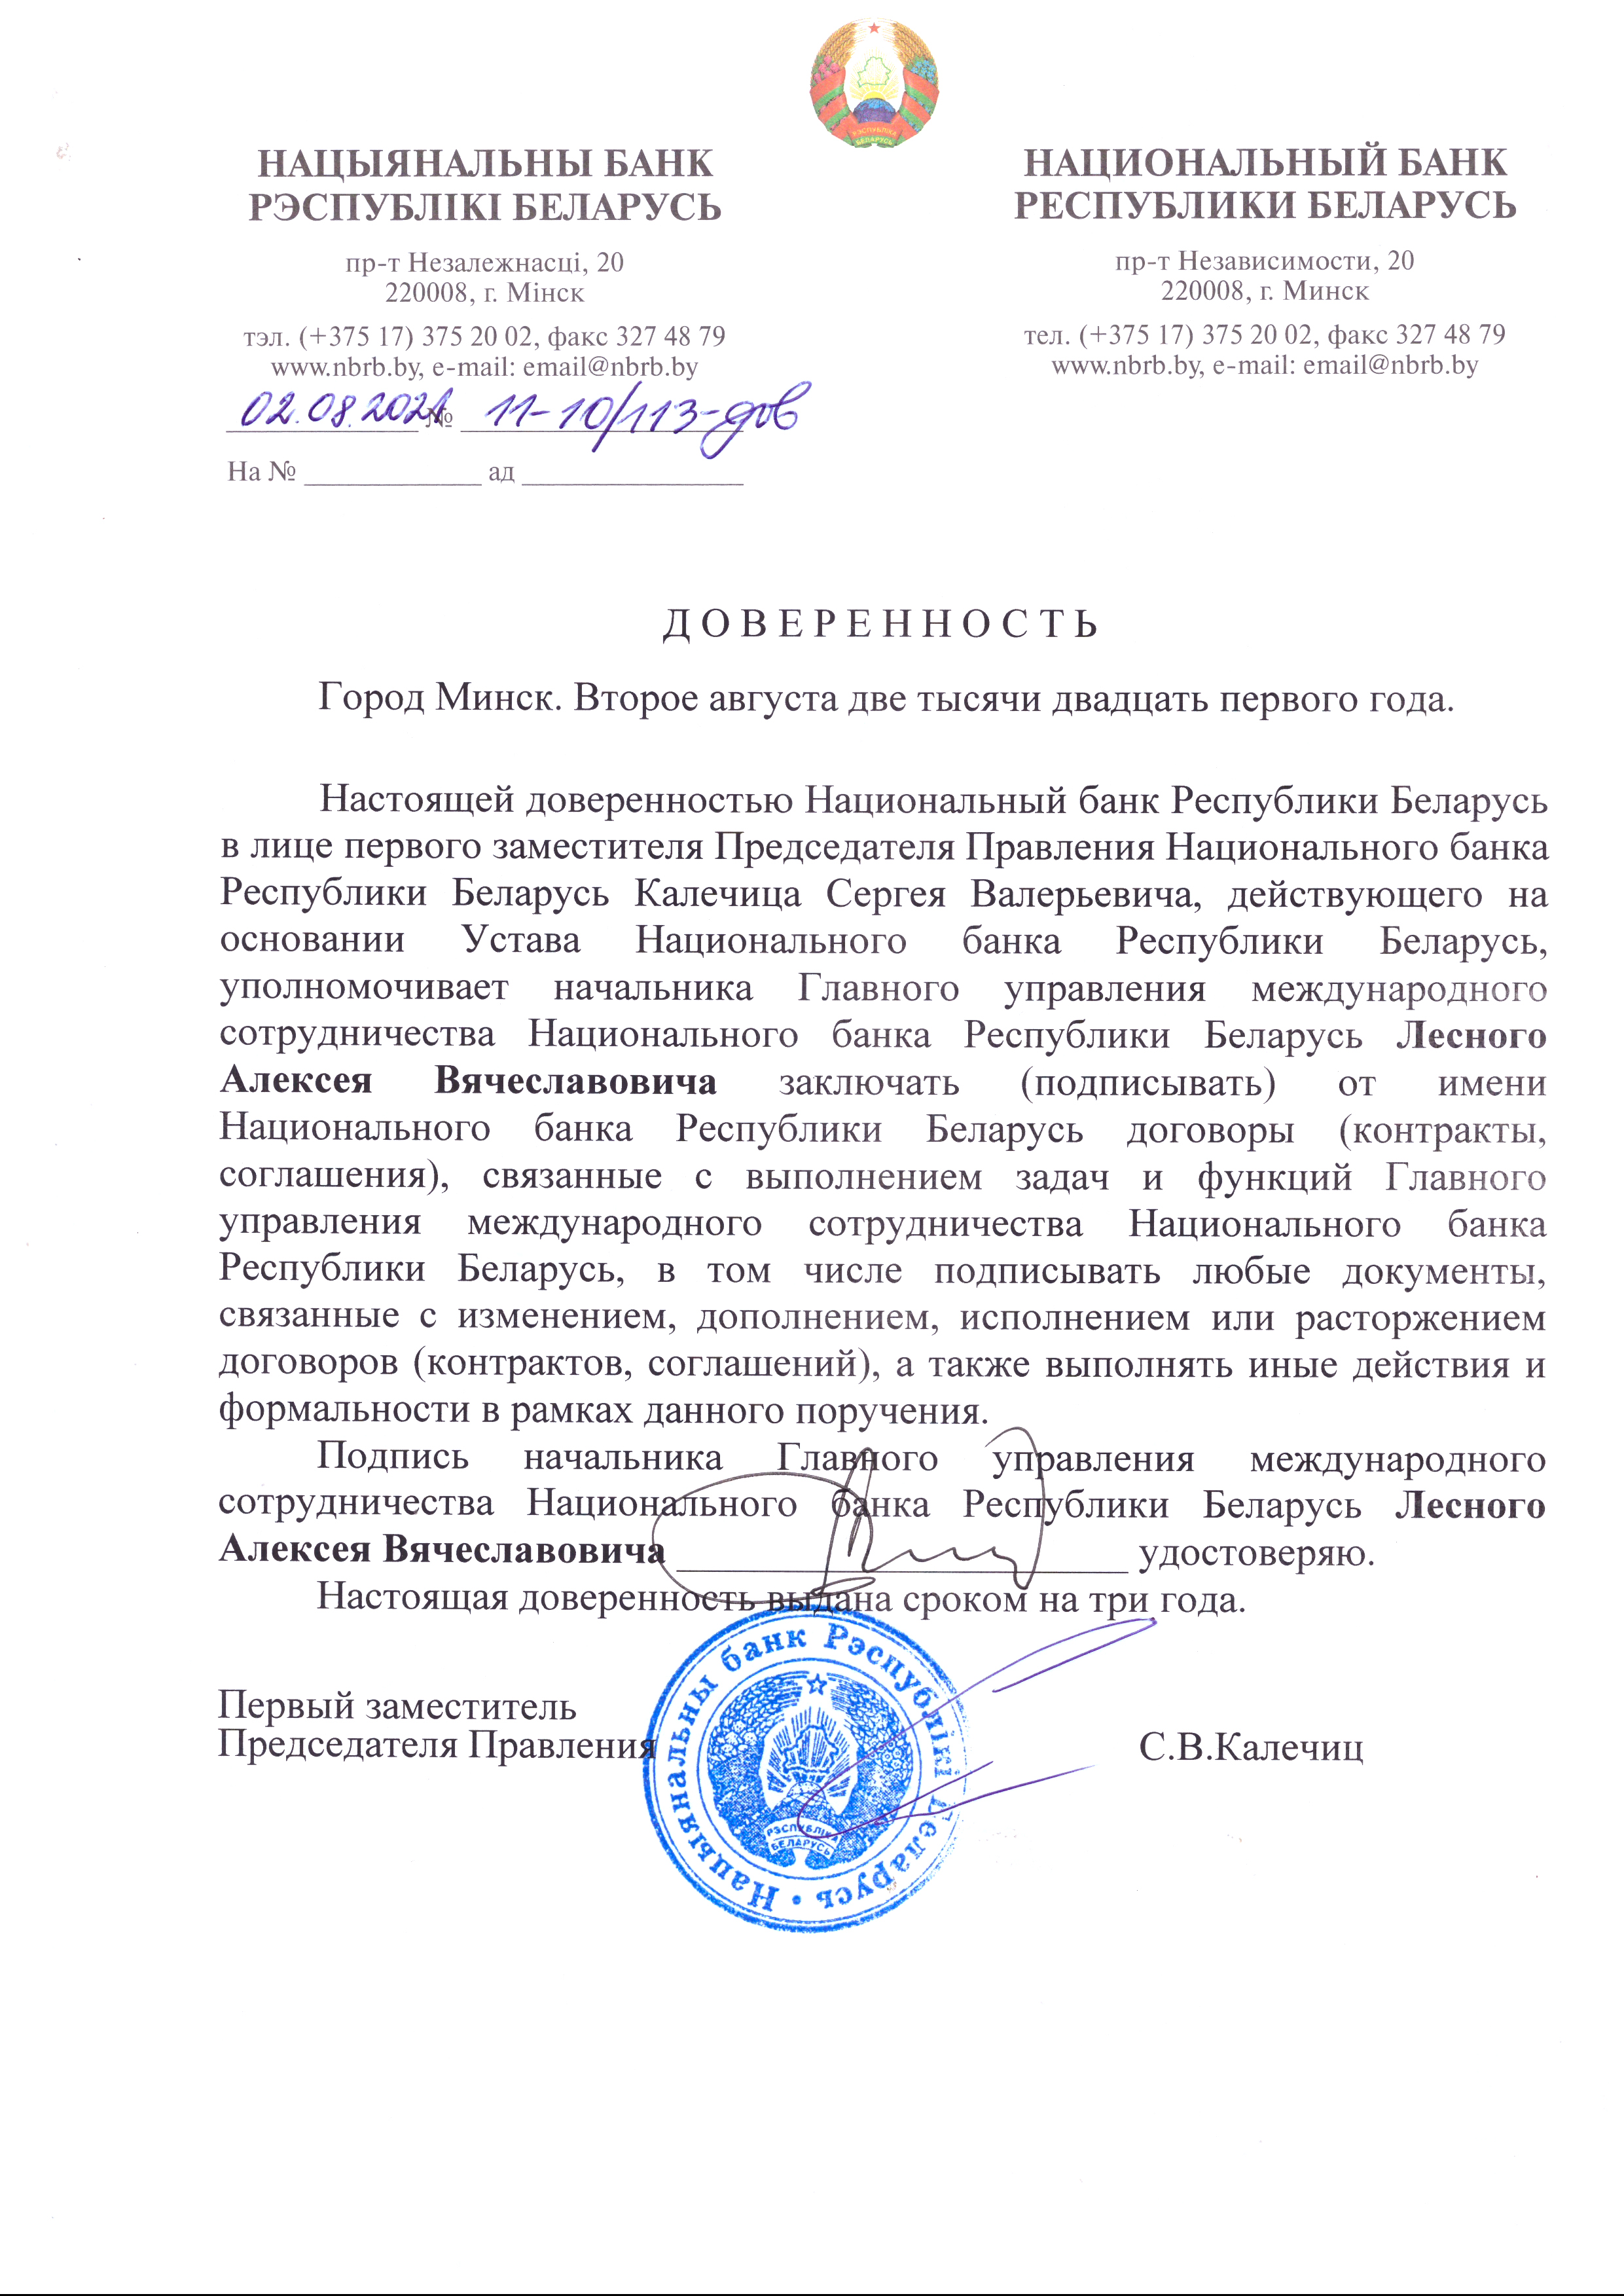 НАЦЫЯНАЛЬНЫ БАНК
РЭСПУБЛІКІ БЕЛАРУСЬ
пр-т Незалежнасці, 20
220008, г. Мінск
тэл. (+375 17) 375 20 02, факс 327 48 79
www.nbrb.by, e-mail: email@nbrb.by
02.08.2021 № 11-10/113-дов
На № ____________ ад _______________
РЭСПУБЛІКА
БЕЛАРУСЬ
НАЦИОНАЛЬНЫЙ БАНК
РЕСПУБЛИКИ БЕЛАРУСЬ
пр-т Независимости, 20
220008, г. Минск
тел. (+375 17) 375 20 02, факс 327 48 79
www.nbrb.by, e-mail: email@nbrb.by
Д О В Е Р Е Н Н О С Т Ь
Город Минск. Второе августа две тысячи двадцать первого года.
Настоящей доверенностью Национальный банк Республики Беларусь
в лице первого заместителя Председателя Правления Национального банка
Республики Беларусь Калечица Сергея Валерьевича, действующего на
основании Устава Национального банка Республики Беларусь,
уполномочивает начальника Главного управления международного
сотрудничества Национального банка Республики Беларусь Лесного
Алексея Вячеславовича заключать (подписывать) от имени
Национального банка Республики Беларусь договоры (контракты,
соглашения), связанные с выполнением задач и функций Главного
управления международного сотрудничества Национального банка
Республики Беларусь, в том числе подписывать любые документы,
связанные с изменением, дополнением, исполнением или расторжением
договоров (контрактов, соглашений), а также выполнять иные действия и
формальности в рамках данного поручения.
Подпись начальника Главного управления международного
сотрудничества Национального банка Республики Беларусь Лесного
Алексея Вячеславовича ______________________ удостоверяю.
Настоящая доверенность выдана сроком на три года.
Первый заместитель
Председателя Правления С.В.Калечиц
Нацыянальны банк Рэспублікі Беларусь •
РЭСПУБЛІКА
БЕЛАРУСЬ